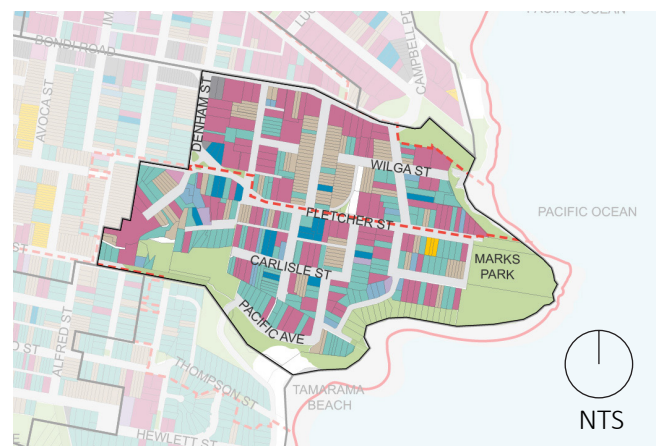 PACIFIC OCEAN
BONDI ROAD
CAMPBELL PD
DENHAM ST
AVOCA ST
WILGA ST
PACIFIC OCEAN
FLETCHER ST
MARKS
PARK
CARLISLE ST
PACIFIC AVE
ALFRED ST
THOMPSON ST
TAMARAMA
BEACH
HEWLETT ST
NTS